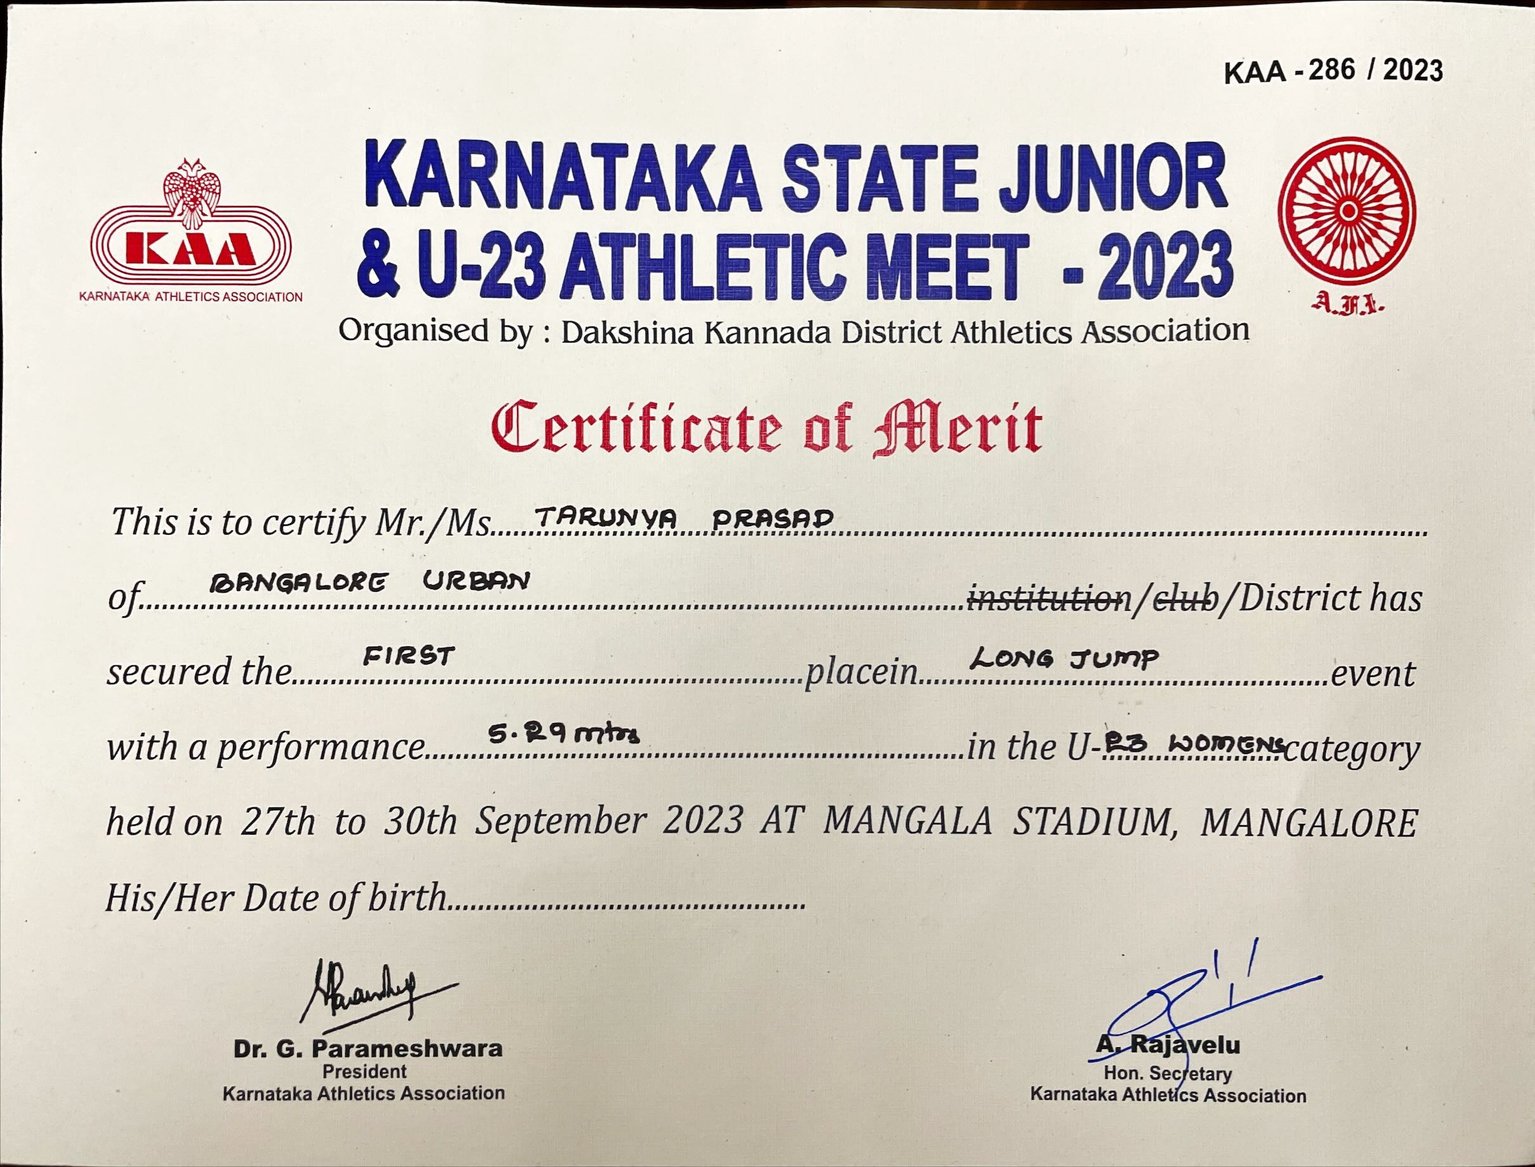 KAA - 286 / 2023
KARNATAKA STATE JUNIOR
& U-23 ATHLETIC MEET - 2023
KAA
KARNATAKA ATHLETICS ASSOCIATION
A.F.I.
Organised by : Dakshina Kannada District Athletics Association
Certificate of Merit
This is to certify Mr./Ms.....TARUNYA PRASAD.....
of.....BANGALORE URBAN.....institution/club/District has
secured the.....FIRST.....placein.....LONG JUMP.....event
with a performance.....5.29 mtrs.....in the U-23 WOMENS category
held on 27th to 30th September 2023 AT MANGALA STADIUM, MANGALORE
His/Her Date of birth.....
Dr. G. Parameshwara
President
Karnataka Athletics Association
A. Rajavelu
Hon. Secretary
Karnataka Athletics Association